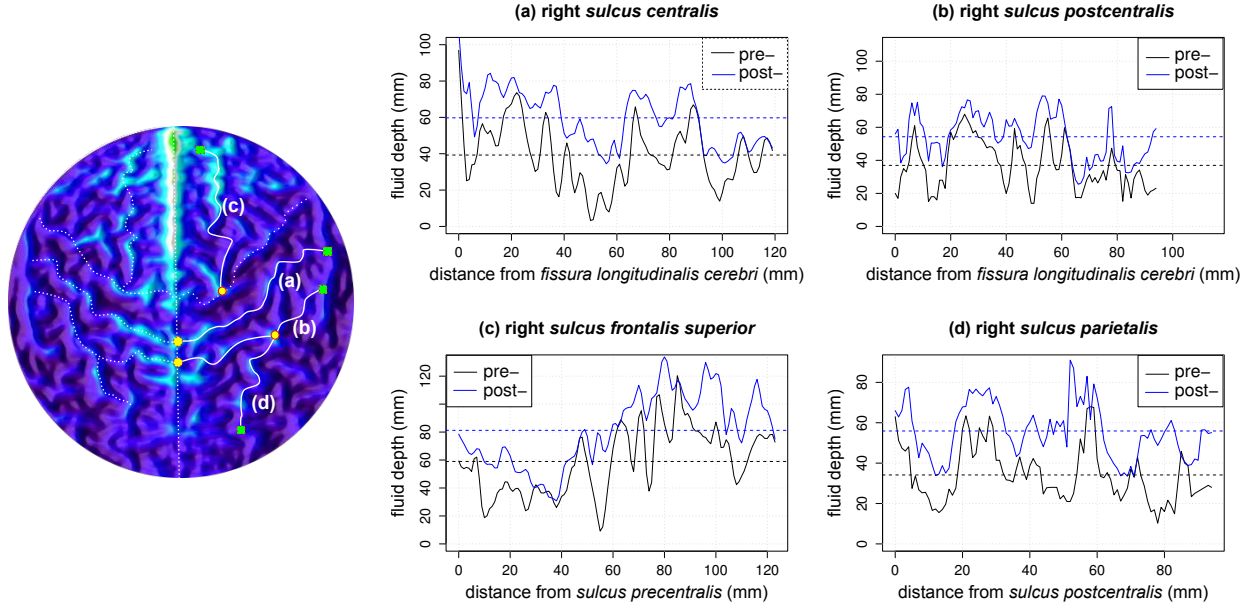 (c)
(a)
(b)
(d)
(a) right sulcus centralis
fluid depth (mm)
0 20 40 60 80 100
pre−
post−
0 20 40 60 80 100 120
distance from fissura longitudinalis cerebri (mm)
(b) right sulcus postcentralis
fluid depth (mm)
0 20 40 60 80 100
pre−
post−
0 20 40 60 80 100
distance from fissura longitudinalis cerebri (mm)
(c) right sulcus frontalis superior
fluid depth (mm)
0 20 40 60 80 120
pre−
post−
0 20 40 60 80 100 120
distance from sulcus precentralis (mm)
(d) right sulcus parietalis
fluid depth (mm)
0 20 40 60 80
pre−
post−
0 20 40 60 80
distance from sulcus postcentralis (mm)